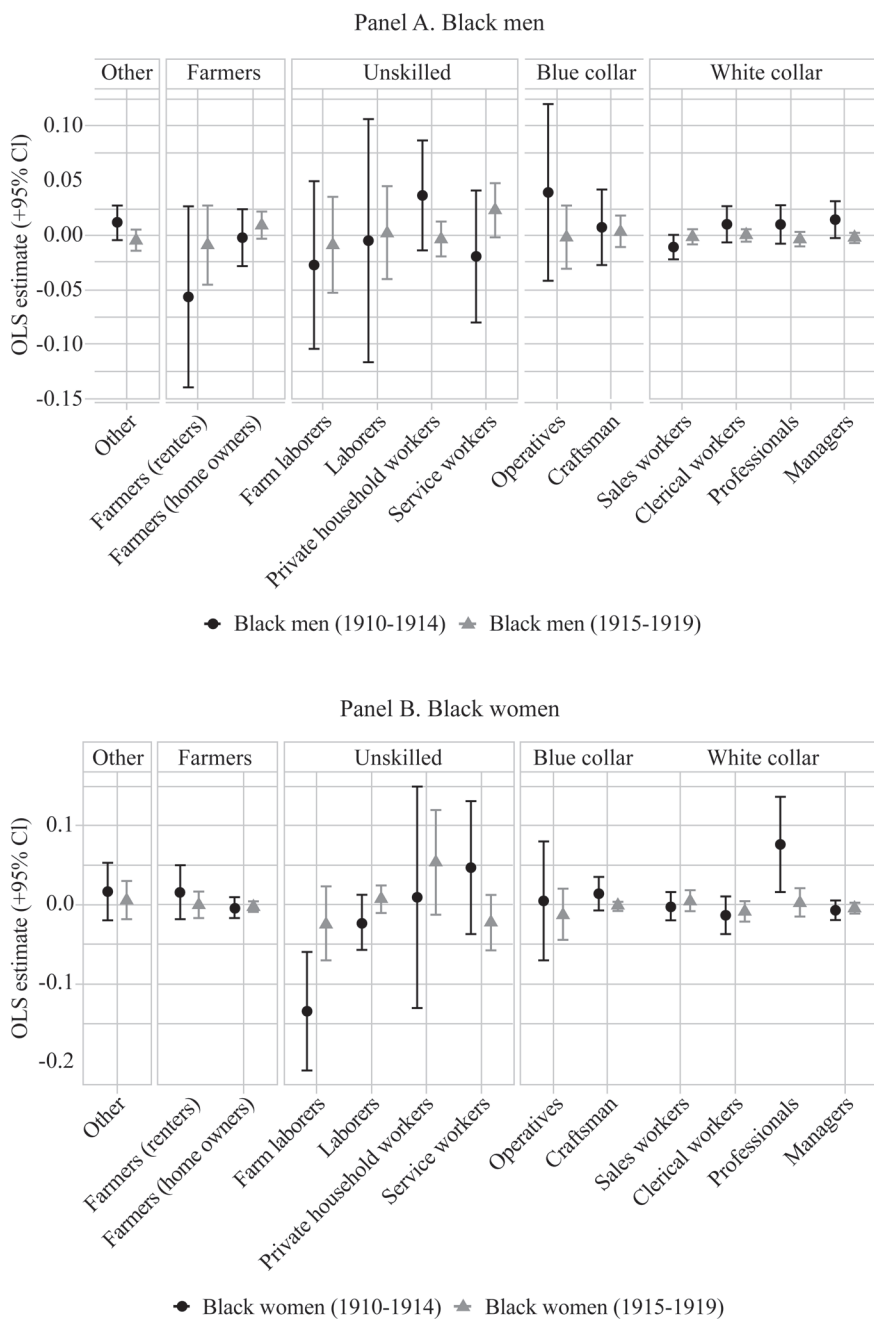 Panel A. Black men
Other Farmers Unskilled Blue collar White collar
OLS estimate (+95% Cl)
0.10
0.05
0.00
-0.05
-0.10
-0.15
Other
Farmers (renters)
Farmers (home owners)
Farm laborers
Laborers
Private household workers
Service workers
Operatives
Craftsman
Sales workers
Clerical workers
Professionals
Managers
Black men (1910-1914) Black men (1915-1919)
Panel B. Black women
Other Farmers Unskilled Blue collar White collar
OLS estimate (+95% Cl)
0.1
0.0
-0.1
-0.2
Other
Farmers (renters)
Farmers (home owners)
Farm laborers
Laborers
Private household workers
Service workers
Operatives
Craftsman
Sales workers
Clerical workers
Professionals
Managers
Black women (1910-1914) Black women (1915-1919)